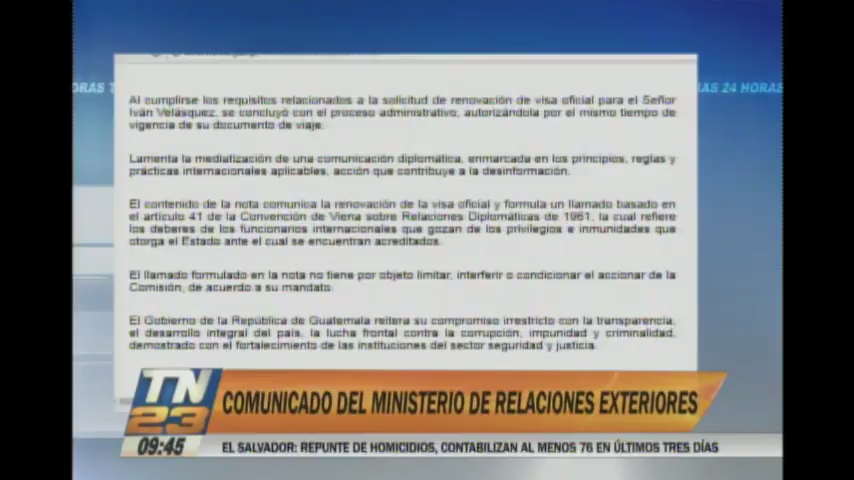 Al cumplirse los requisitos relacionados a la solicitud de renovación de visa oficial para el Señor
Iván Velásquez, se concluyó con el proceso administrativo, autorizándola por el mismo tiempo de
vigencia de su documento de viaje.
Lamenta la mediatización de una comunicación diplomática, enmarcada en los principios, reglas y
prácticas internacionales aplicables, acción que contribuye a la desinformación.
El contenido de la nota comunica la renovación de la visa oficial y formula un llamado basado en
el artículo 41 de la Convención de Viena sobre Relaciones Diplomáticas de 1961, la cual refiere
los deberes de los funcionarios internacionales que gozan de los privilegios e inmunidades que
otorga el Estado ante el cual se encuentran acreditados.
El llamado formulado en la nota no tiene por objeto limitar, interferir o condicionar el accionar de la
Comisión, de acuerdo a su mandato.
El Gobierno de la República de Guatemala reitera su compromiso irrestricto con la transparencia,
el desarrollo integral del país, la lucha frontal contra la corrupción, impunidad y criminalidad,
demostrado con el fortalecimiento de las instituciones del sector seguridad y justicia.
ORAS T
AS 24 HORAS
TN
23
COMUNICADO DEL MINISTERIO DE RELACIONES EXTERIORES
09:45
EL SALVADOR: REPUNTE DE HOMICIDIOS, CONTABILIZAN AL MENOS 76 EN ÚLTIMOS TRES DÍAS